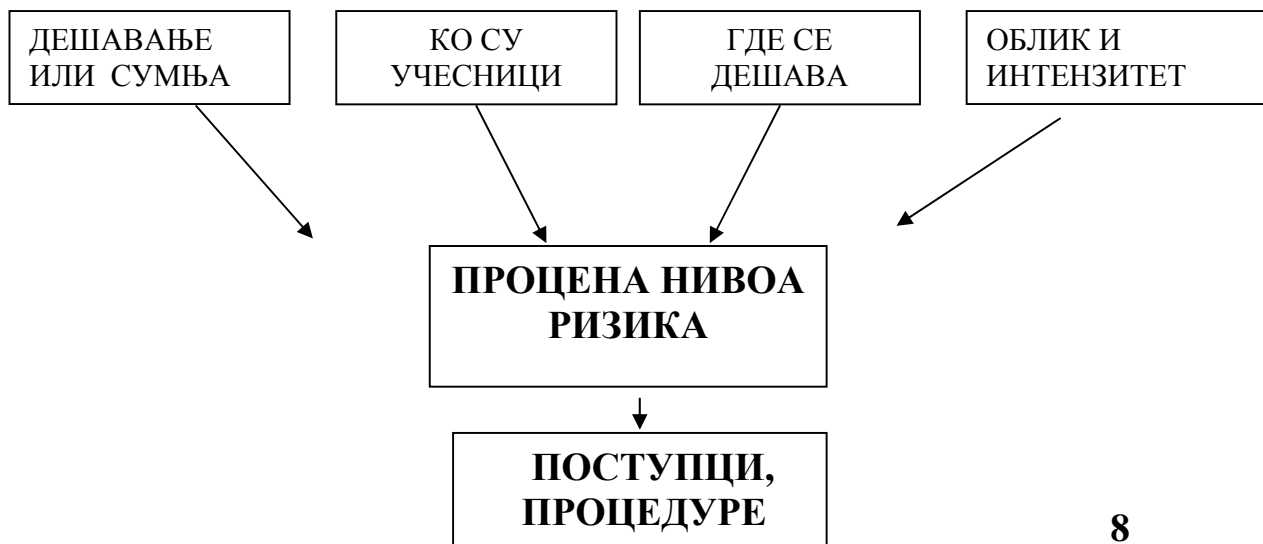 ДЕШАВАЊЕ
ИЛИ СУМЊА
КО СУ
УЧЕСНИЦИ
ГДЕ СЕ
ДЕШАВА
ОБЛИК И
ИНТЕНЗИТЕТ
ПРОЦЕНА НИВОА
РИЗИКА
ПОСТУПЦИ,
ПРОЦЕДУРЕ
8